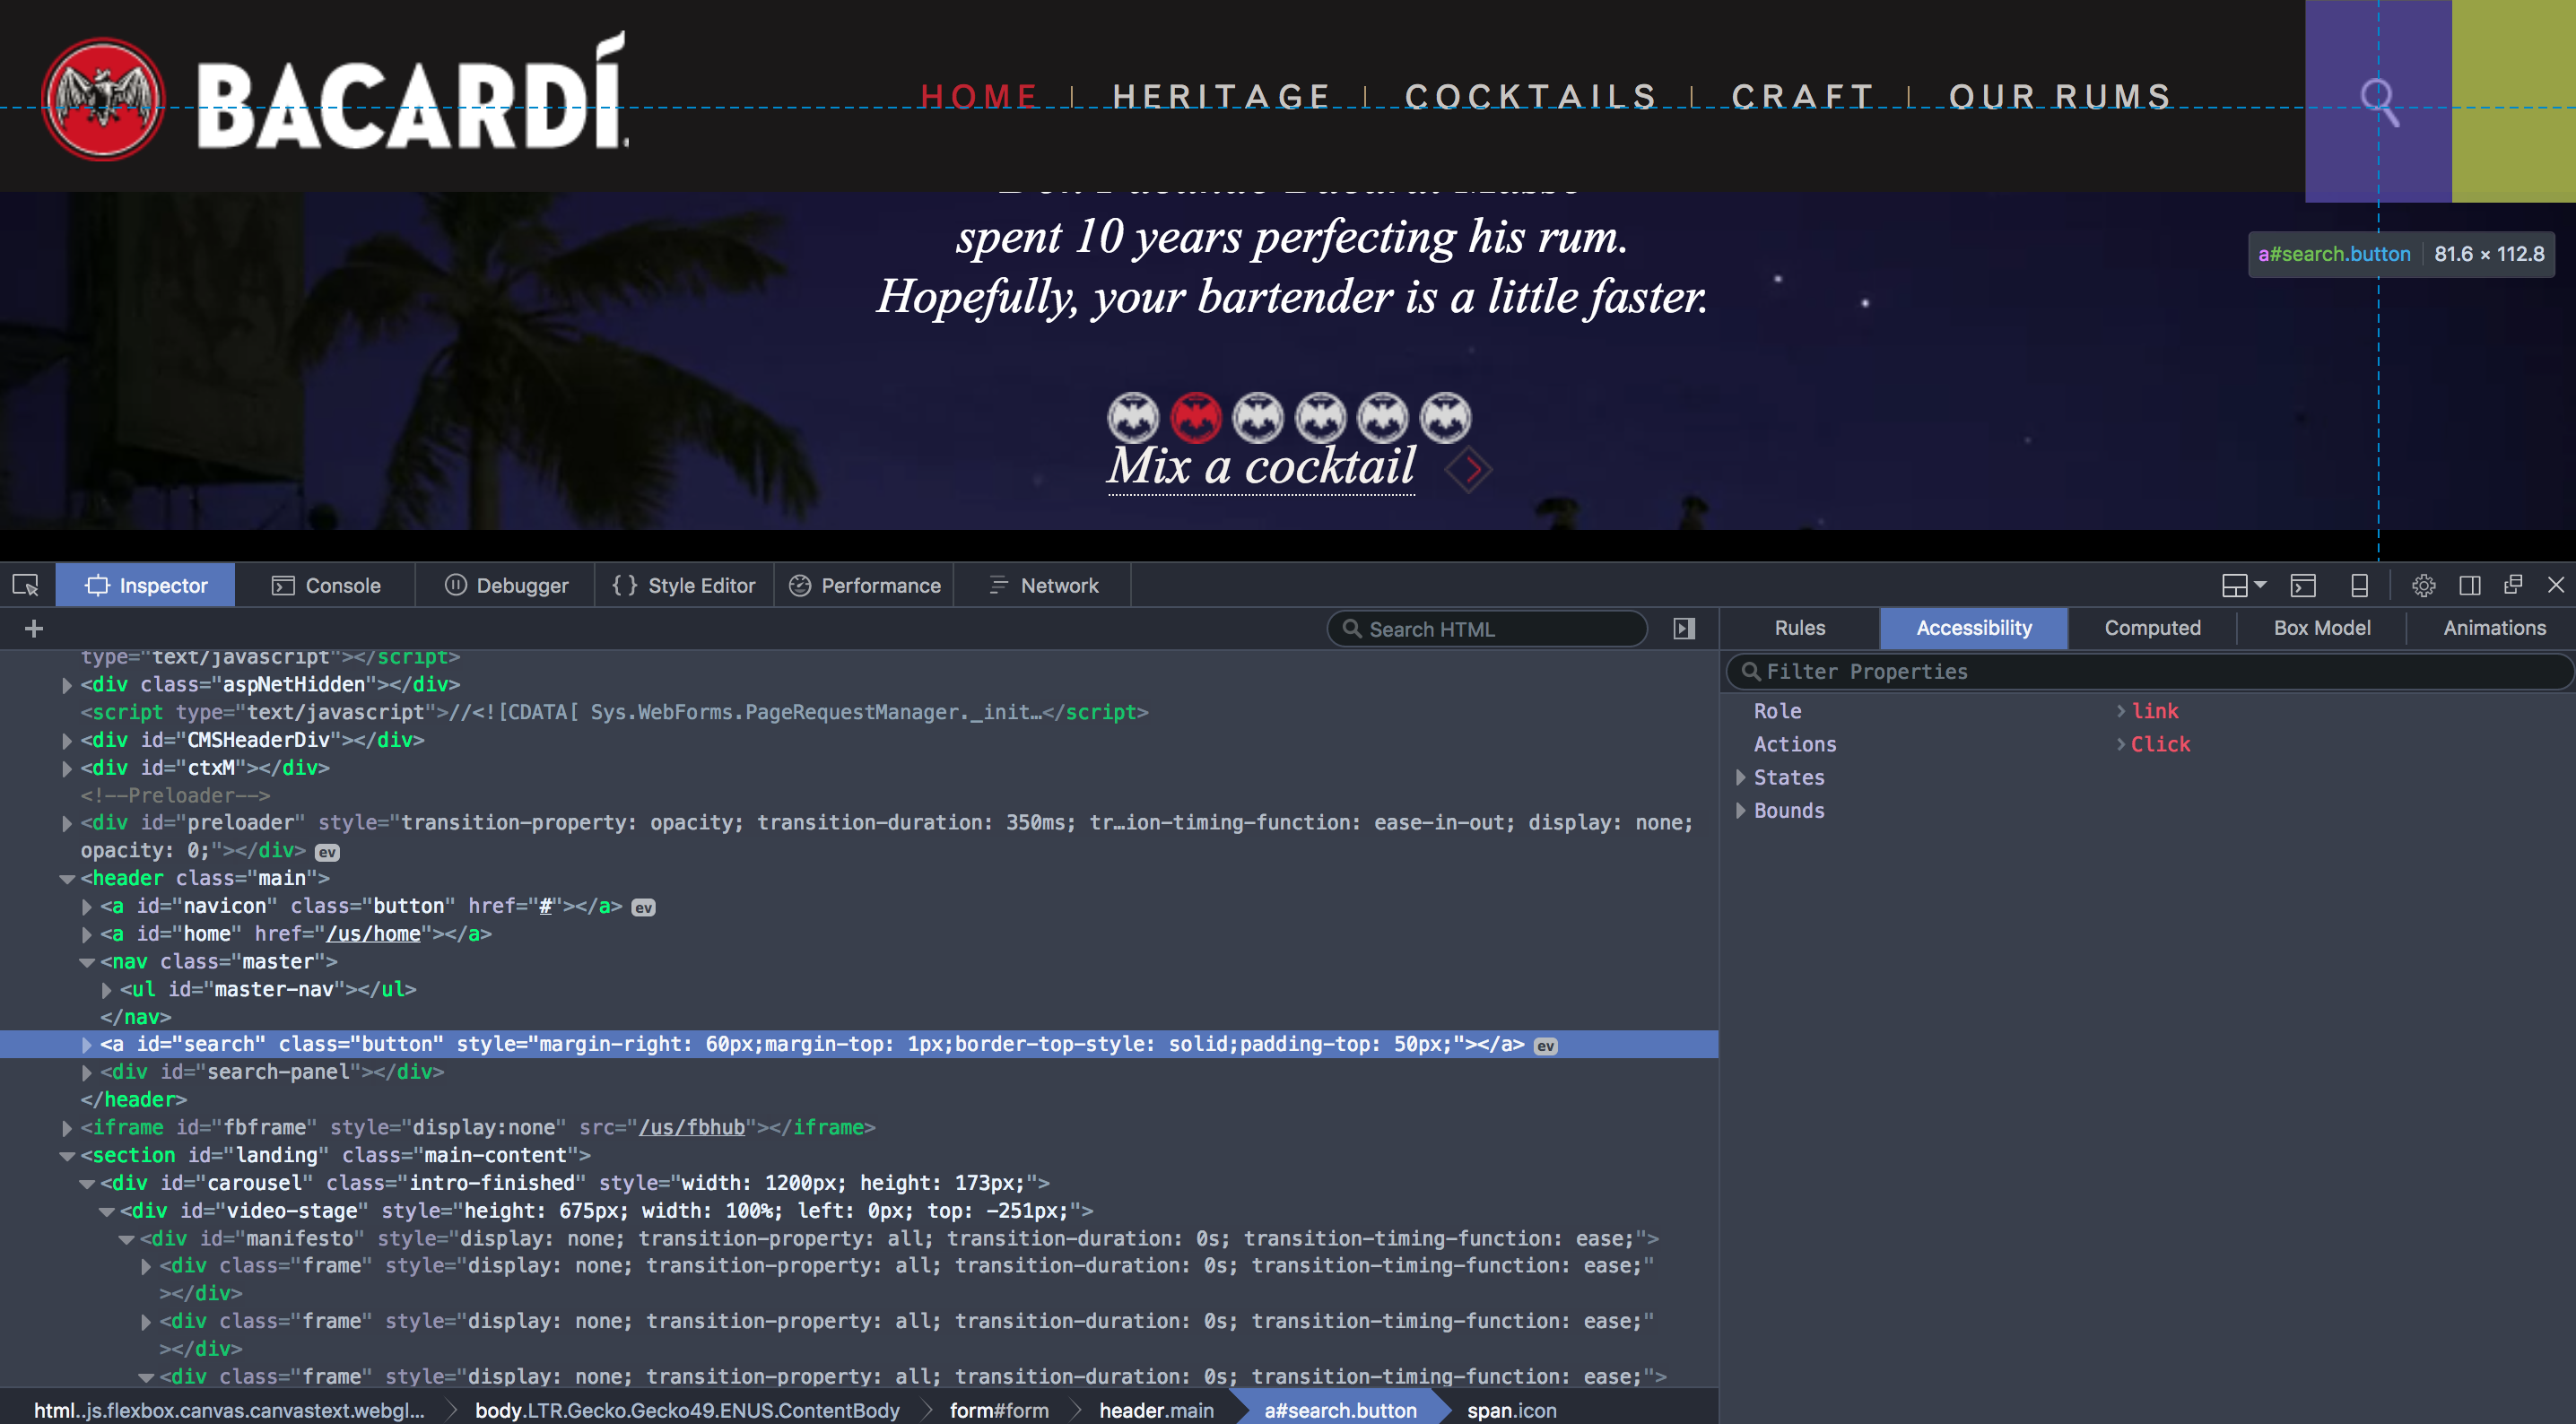 BACARDÍ.
HOME | HERITAGE | COCKTAILS | CRAFT | OUR RUMS
spent 10 years perfecting his rum.
Hopefully, your bartender is a little faster.
a#search.button | 81.6 × 112.8
Mix a cocktail
Inspector Console Debugger { } Style Editor Performance Network
+ Search HTML
Rules Accessibility Computed Box Model Animations
Filter Properties
Role link
Actions Click
States
Bounds
type="text/javascript"></script>
<div class="aspNetHidden"></div>
<script type="text/javascript">//<![CDATA[ Sys.WebForms.PageRequestManager._init…</script>
<div id="CMSHeaderDiv"></div>
<div id="ctxM"></div>
<!--Preloader-->
<div id="preloader" style="transition-property: opacity; transition-duration: 350ms; tr…ion-timing-function: ease-in-out; display: none;
opacity: 0;"></div> ev
<header class="main">
<a id="navicon" class="button" href="#"></a> ev
<a id="home" href="/us/home"></a>
<nav class="master">
<ul id="master-nav"></ul>
</nav>
<a id="search" class="button" style="margin-right: 60px;margin-top: 1px;border-top-style: solid;padding-top: 50px;"></a> ev
<div id="search-panel"></div>
</header>
<iframe id="fbframe" style="display:none" src="/us/fbhub"></iframe>
<section id="landing" class="main-content">
<div id="carousel" class="intro-finished" style="width: 1200px; height: 173px;">
<div id="video-stage" style="height: 675px; width: 100%; left: 0px; top: -251px;">
<div id="manifesto" style="display: none; transition-property: all; transition-duration: 0s; transition-timing-function: ease;">
<div class="frame" style="display: none; transition-property: all; transition-duration: 0s; transition-timing-function: ease;"
></div>
<div class="frame" style="display: none; transition-property: all; transition-duration: 0s; transition-timing-function: ease;"
></div>
<div class="frame" style="display: none; transition-property: all; transition-duration: 0s; transition-timing-function: ease;">
html..js.flexbox.canvas.canvastext.webgl... body.LTR.Gecko.Gecko49.ENUS.ContentBody form#form header.main a#search.button span.icon